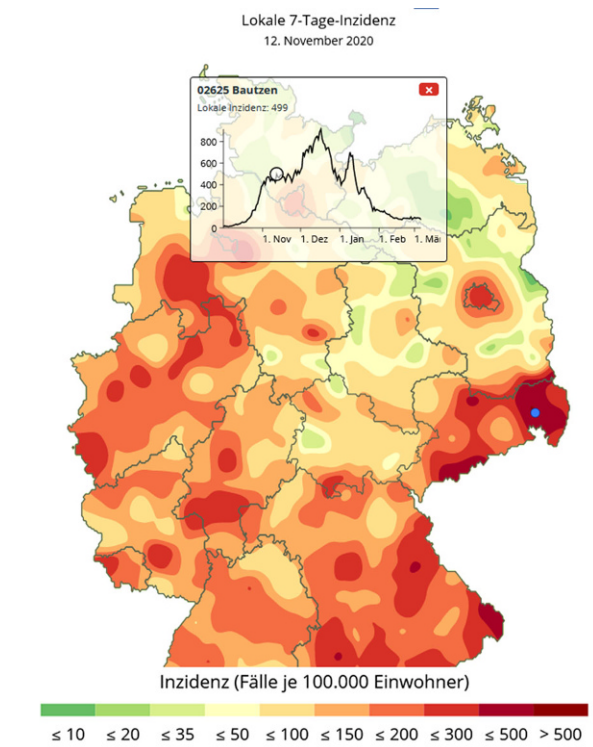 Lokale 7-Tage-Inzidenz
12. November 2020
02625 Bautzen
×
Lokale Inzidenz: 499
800
600
400
200
0
1. Nov 1. Dez 1. Jan 1. Feb 1. Mä
Inzidenz (Fälle je 100.000 Einwohner)
≤ 10 ≤ 20 ≤ 35 ≤ 50 ≤ 100 ≤ 150 ≤ 200 ≤ 300 ≤ 500 > 500